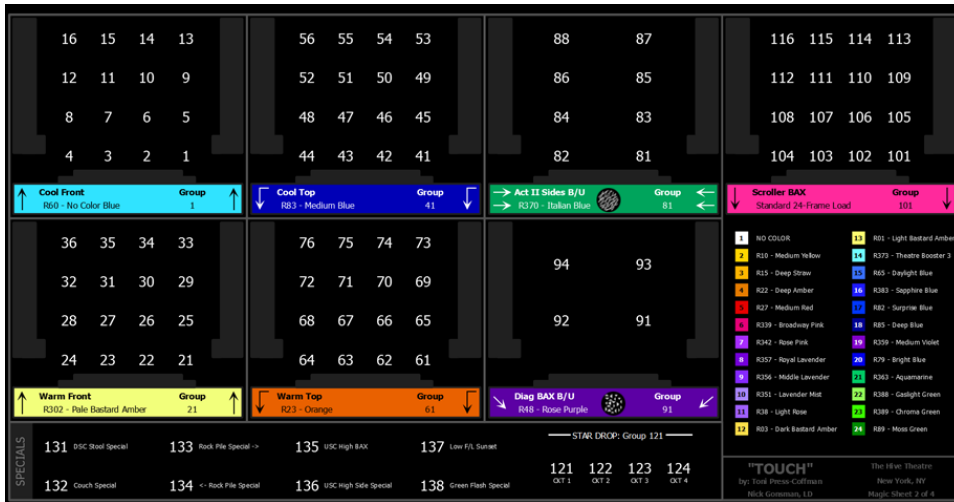 16 15 14 13
12 11 10 9
8 7 6 5
4 3 2 1
Cool Front Group
R60 - No Color Blue 1
56 55 54 53
52 51 50 49
48 47 46 45
44 43 42 41
Cool Top Group
R83 - Medium Blue 41
88 87
86 85
84 83
82 81
Act II Sides B/U Group
R370 - Italian Blue 81
116 115 114 113
112 111 110 109
108 107 106 105
104 103 102 101
Scroller BAX Group
Standard 24-Frame Load 101
36 35 34 33
32 31 30 29
28 27 26 25
24 23 22 21
Warm Front Group
R302 - Pale Bastard Amber 21
76 75 74 73
72 71 70 69
68 67 66 65
64 63 62 61
Warm Top Group
R23 - Orange 61
94 93
92 91
Diag BAX B/U Group
R48 - Rose Purple 91
1 NO COLOR
2 R10 - Medium Yellow
3 R15 - Deep Straw
4 R22 - Deep Amber
5 R27 - Medium Red
6 R339 - Broadway Pink
7 R342 - Rose Pink
8 R357 - Royal Lavender
9 R356 - Middle Lavender
10 R351 - Lavender Mist
11 R38 - Light Rose
12 R03 - Dark Bastard Amber
13 R01 - Light Bastard Amber
14 R373 - Theatre Booster 3
15 R65 - Daylight Blue
16 R383 - Sapphire Blue
17 R82 - Surprise Blue
18 R85 - Deep Blue
19 R359 - Medium Violet
20 R79 - Bright Blue
21 R363 - Aquamarine
22 R388 - Gaslight Green
23 R389 - Chroma Green
24 R89 - Moss Green
SPECIALS
131 DSC Stool Special
133 Rock Pile Special ->
135 USC High BAX
137 Low F/L Sunset
132 Couch Special
134 <- Rock Pile Special
136 USC High Side Special
138 Green Flash Special
STAR DROP: Group 121
121 122 123 124
CKT 1 CKT 2 CKT 3 CKT 4
"TOUCH"
by: Toni Press-Coffman
Nick Gonsman, LD
The Hive Theatre
New York, NY
Magic Sheet 2 of 4